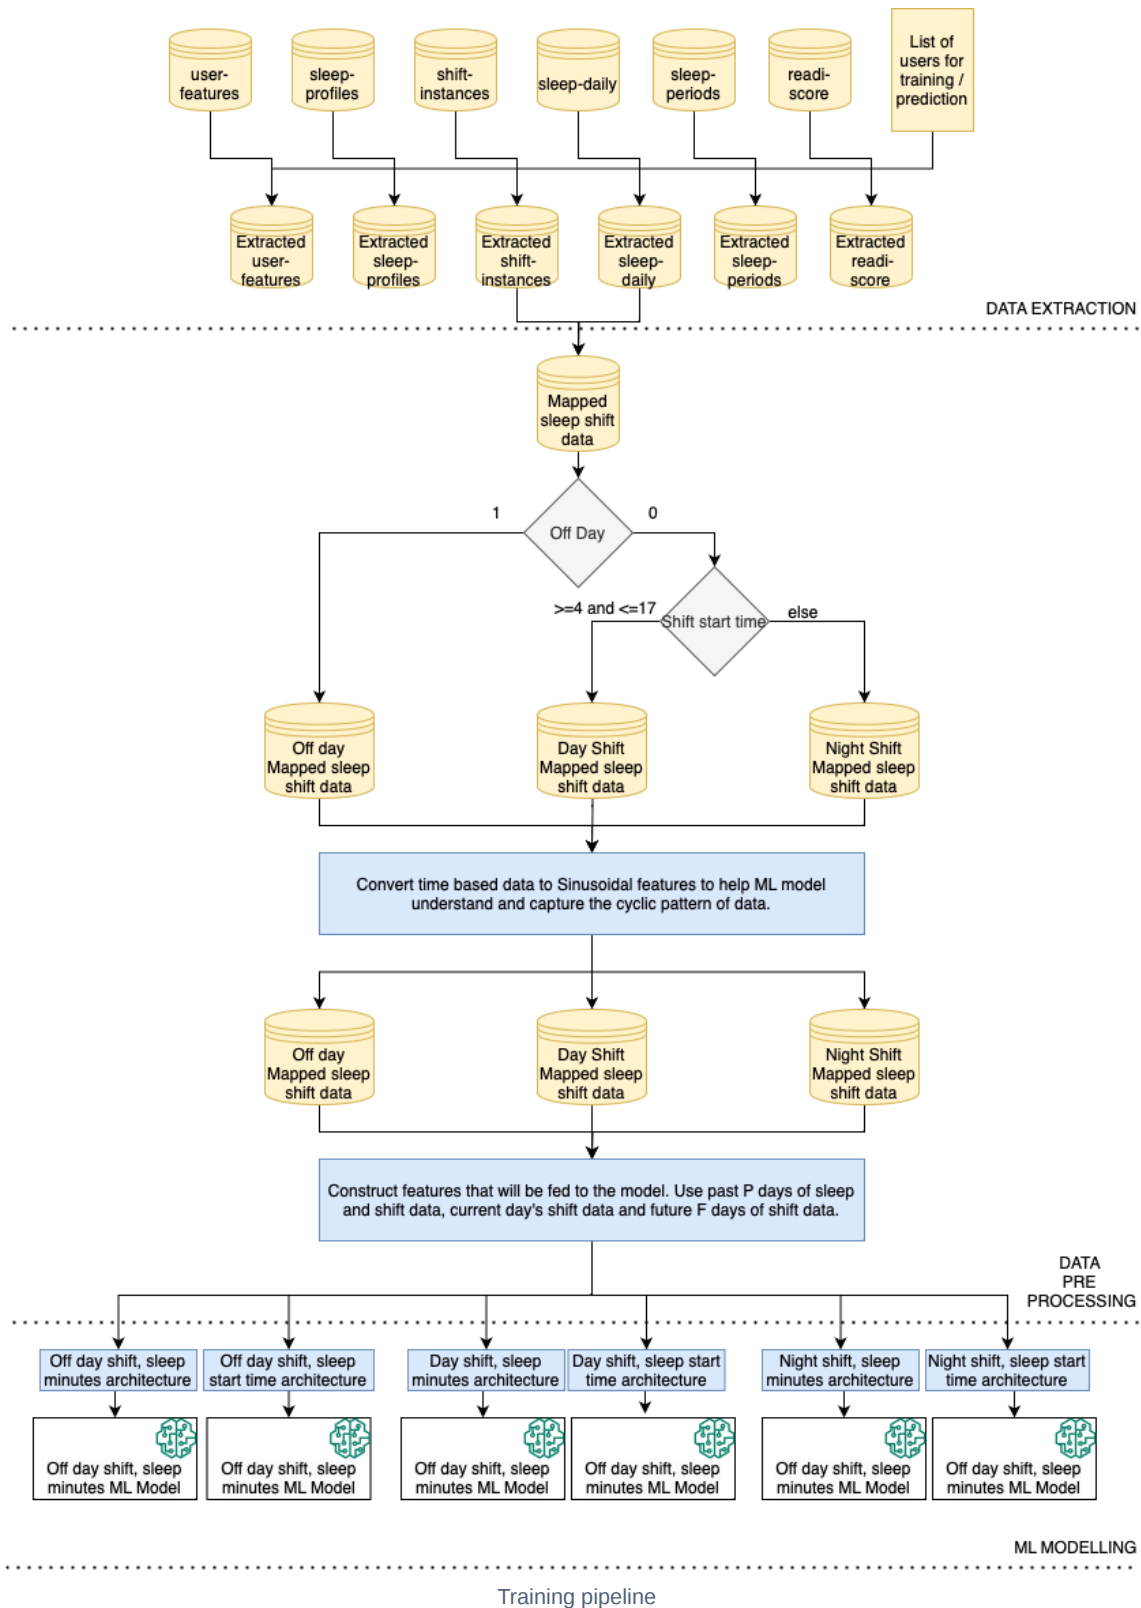 user-
features
sleep-
profiles
shift-
instances
sleep-daily
sleep-
periods
readi-
score
List of
users for
training /
prediction
Extracted
user-
features
Extracted
sleep-
profiles
Extracted
shift-
instances
Extracted
sleep-
daily
Extracted
sleep-
periods
Extracted
readi-
score
DATA EXTRACTION
Mapped
sleep shift
data
1
Off Day
0
>=4 and <=17
Shift start time
else
Off day
Mapped sleep
shift data
Day Shift
Mapped sleep
shift data
Night Shift
Mapped sleep
shift data
Convert time based data to Sinusoidal features to help ML model
understand and capture the cyclic pattern of data.
Off day
Mapped sleep
shift data
Day Shift
Mapped sleep
shift data
Night Shift
Mapped sleep
shift data
Construct features that will be fed to the model. Use past P days of sleep
and shift data, current day's shift data and future F days of shift data.
DATA
PRE
PROCESSING
Off day shift, sleep
minutes architecture
Off day shift, sleep
start time architecture
Day shift, sleep
minutes architecture
Day shift, sleep start
time architecture
Night shift, sleep
minutes architecture
Night shift, sleep start
time architecture
Off day shift, sleep
minutes ML Model
Off day shift, sleep
minutes ML Model
Off day shift, sleep
minutes ML Model
Off day shift, sleep
minutes ML Model
Off day shift, sleep
minutes ML Model
Off day shift, sleep
minutes ML Model
ML MODELLING
Training pipeline